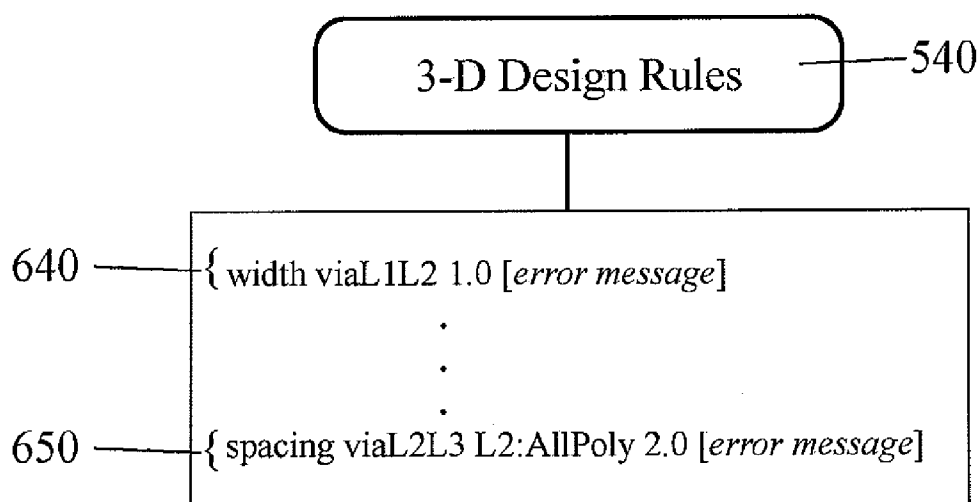 3-D Design Rules
540
640
{ width viaL1L2 1.0 [error message]
.
.
.
650
{ spacing viaL2L3 L2:AllPoly 2.0 [error message]